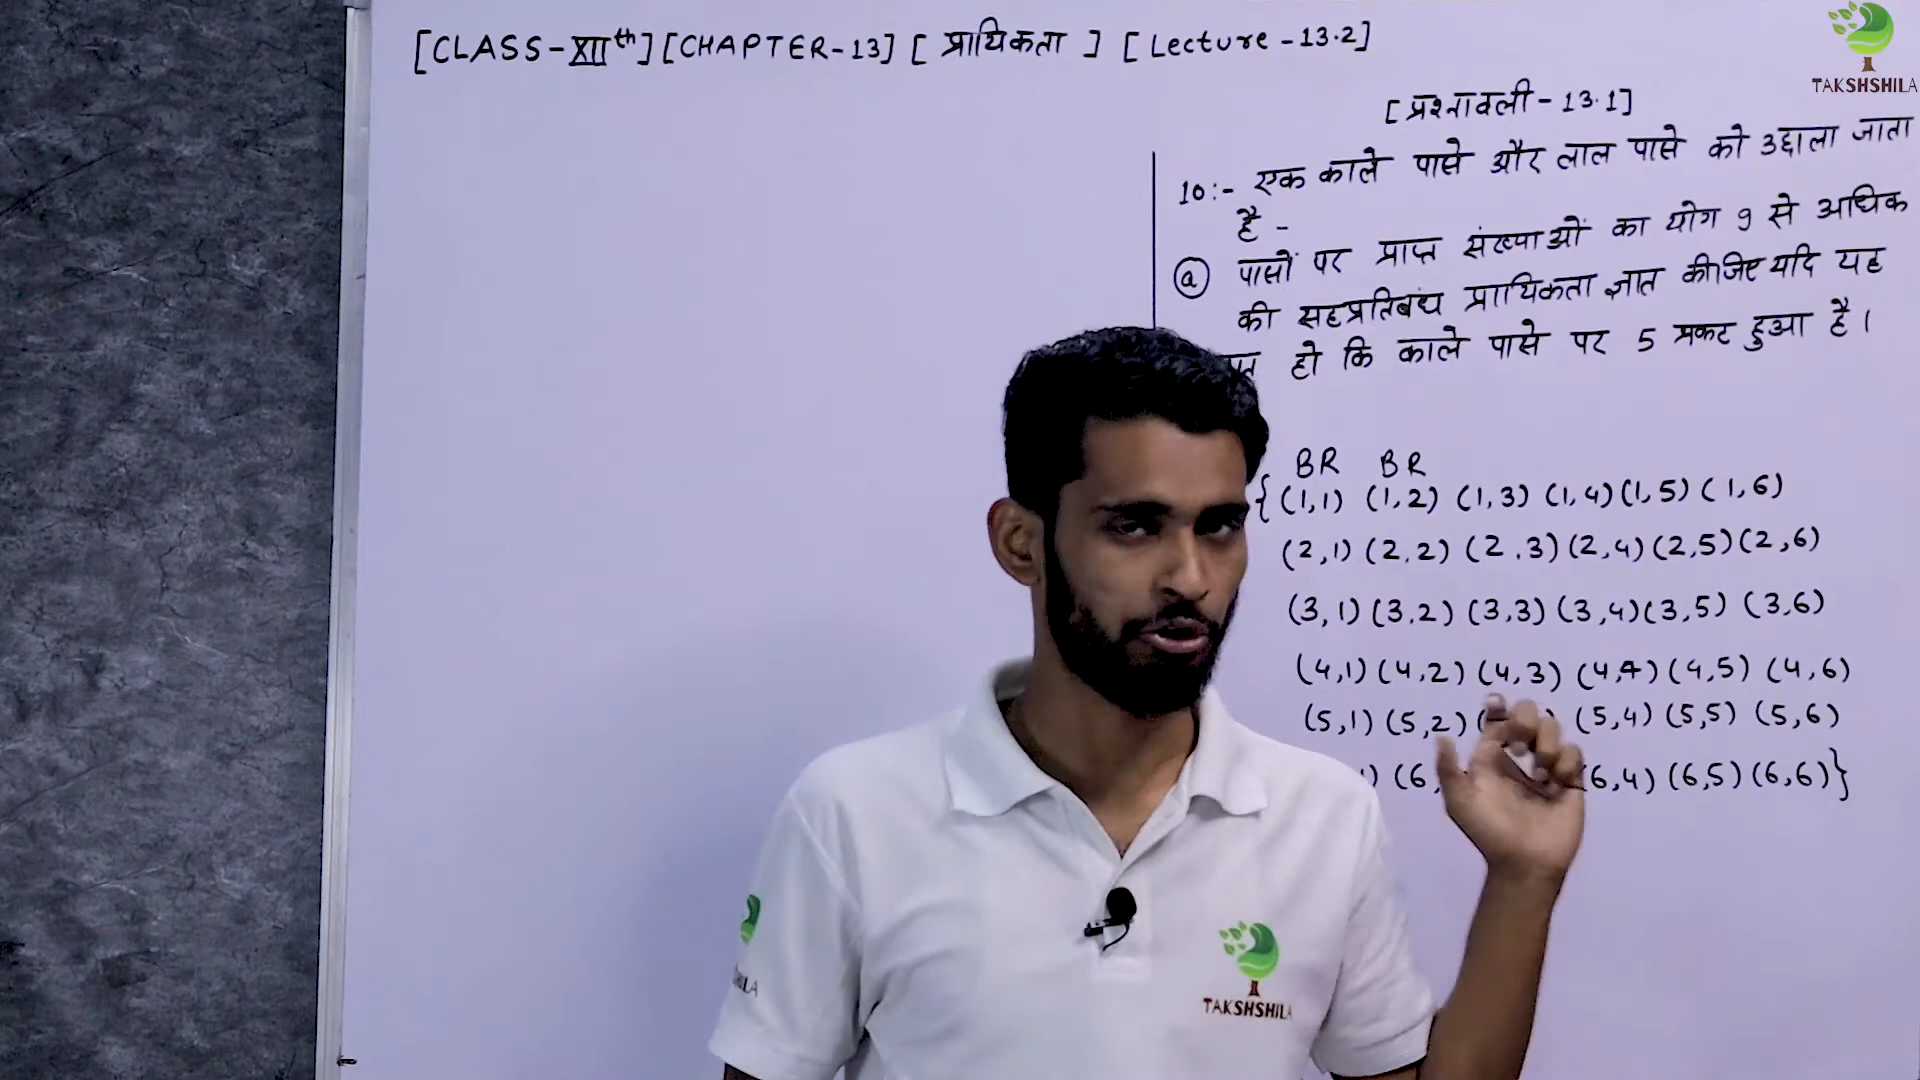 [CLASS-XIIth] [CHAPTER-13] [ प्रायिकता ] [ Lecture -13.2]
TAKSHSHILA
[ प्रश्नावली - 13.1]
10:- एक काले पासे और लाल पासे को उछाला जाता
है -
(a) पासों पर प्राप्त संख्याओं का योग 9 से अधिक
की सहप्रतिबंध प्रायिकता ज्ञात कीजिए यदि यह
हो कि काले पासे पर 5 प्रकट हुआ है।
BR BR
{(1,1) (1,2) (1,3) (1,4) (1,5) (1,6)
(2,1) (2,2) (2,3) (2,4) (2,5) (2,6)
(3,1) (3,2) (3,3) (3,4) (3,5) (3,6)
(4,1) (4,2) (4,3) (4,4) (4,5) (4,6)
(5,1) (5,2) (5,4) (5,5) (5,6)
(6, 6,4) (6,5) (6,6)}
TAKSHSHILA